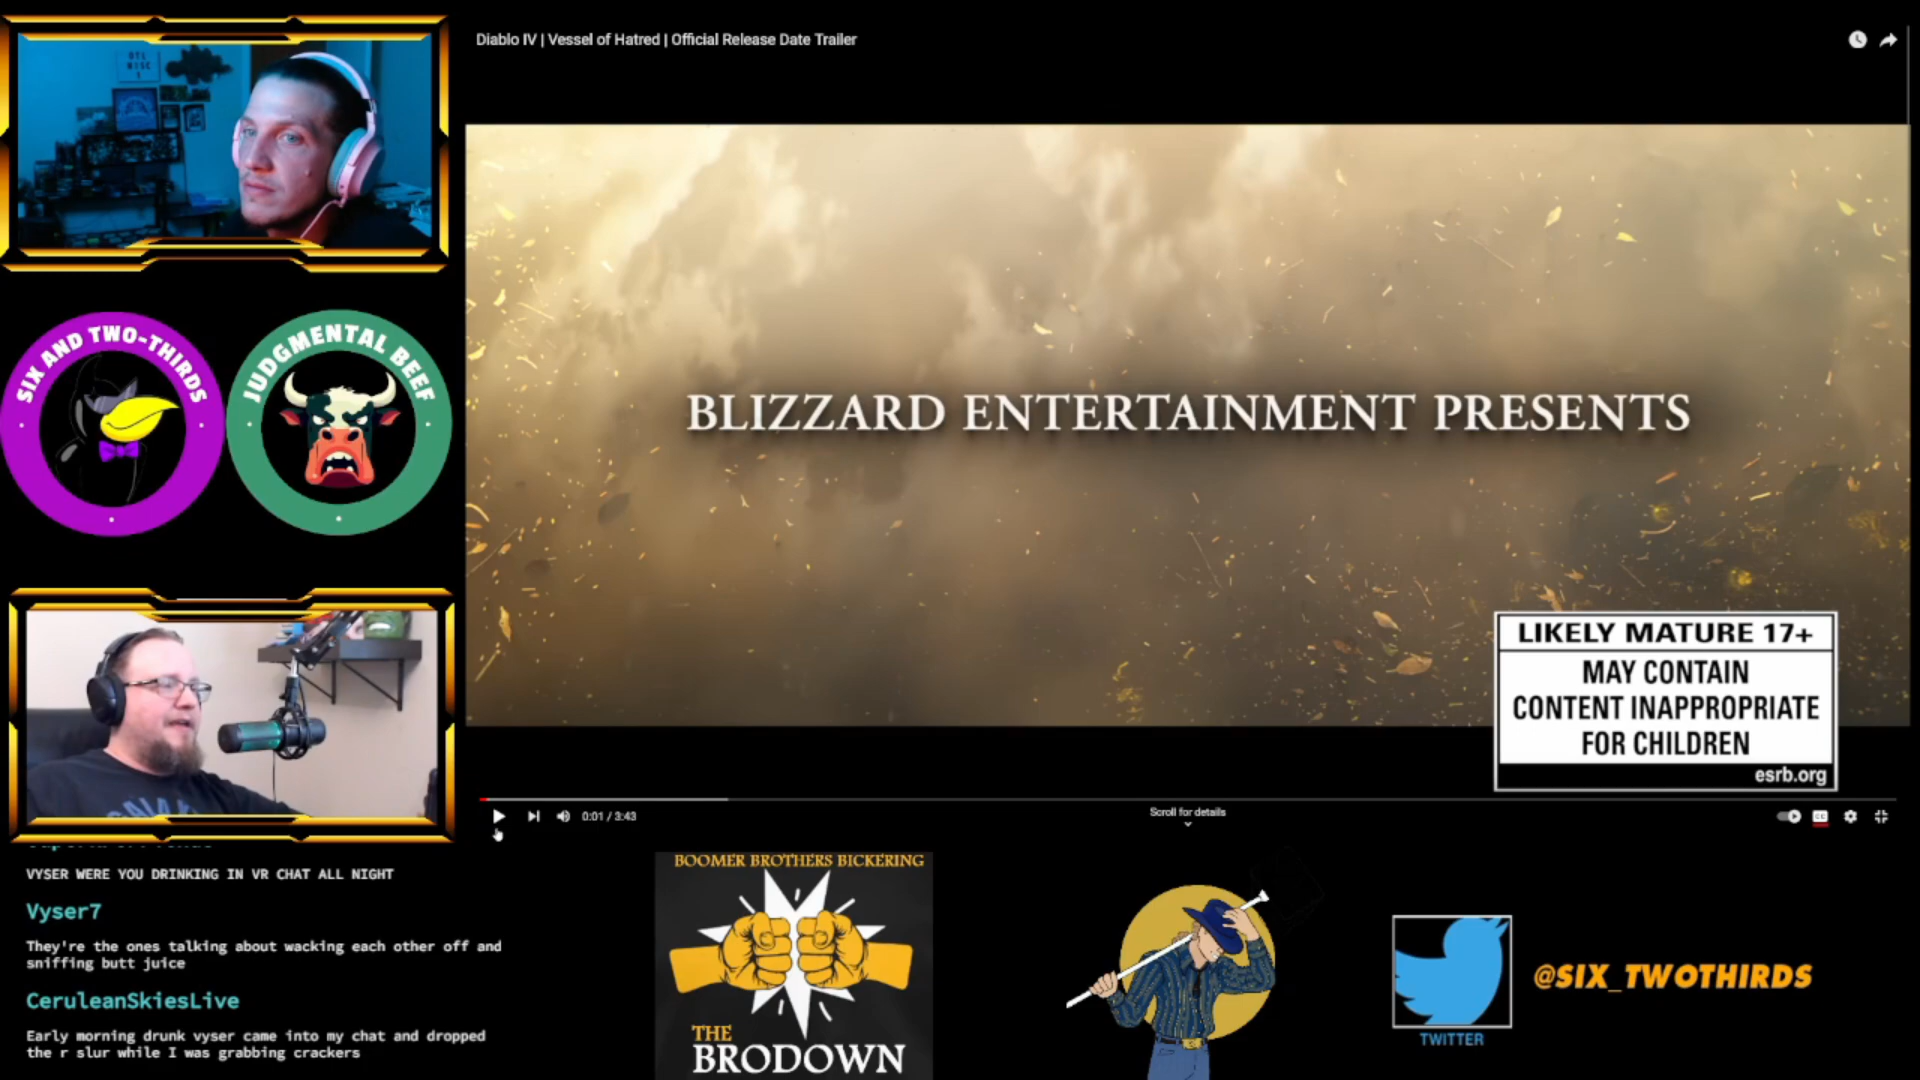 Diablo IV | Vessel of Hatred | Official Release Date Trailer
BLIZZARD ENTERTAINMENT PRESENTS
LIKELY MATURE 17+
MAY CONTAIN
CONTENT INAPPROPRIATE
FOR CHILDREN
esrb.org
0:01 / 3:43
Scroll for details
CC
SIX AND TWO-THIRDS
JUDGMENTAL BEEF
VYSER WERE YOU DRINKING IN VR CHAT ALL NIGHT
Vyser7
They're the ones talking about wacking each other off and
sniffing butt juice
CeruleanSkiesLive
Early morning drunk vyser came into my chat and dropped
the r slur while I was grabbing crackers
BOOMER BROTHERS BICKERING
THE
BRODOWN
TWITTER
@SIX_TWOTHIRDS